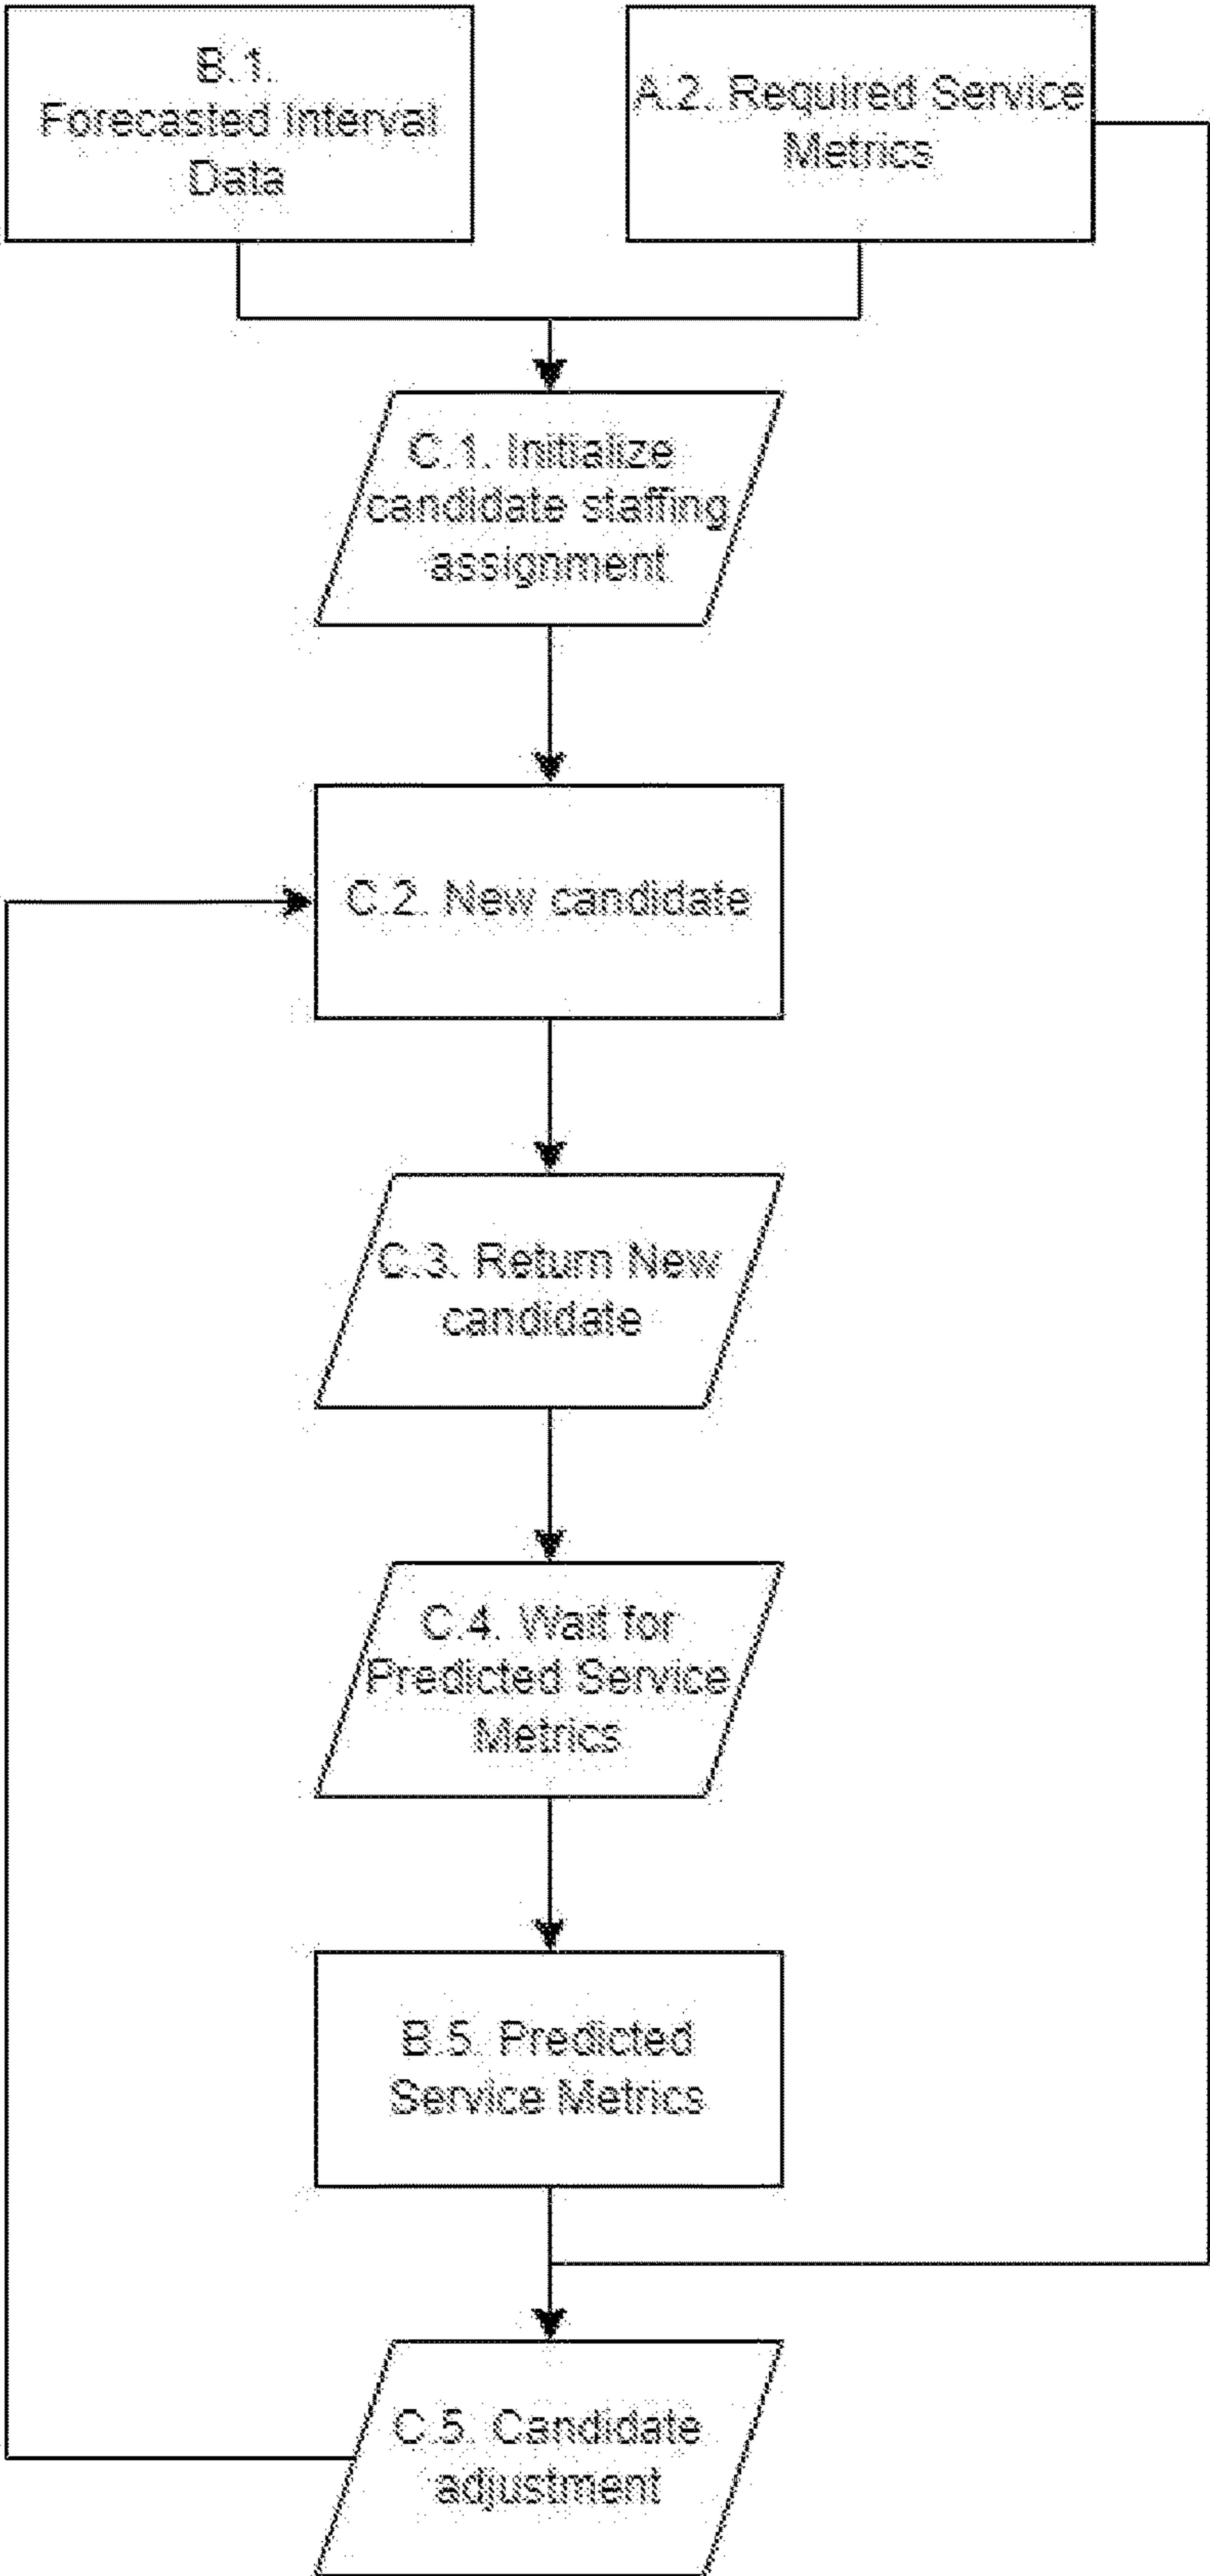 B.1.
Forecasted Interval
Data
A.2. Required Service
Metrics
C.1. Initialize
candidate staffing
assignment
C.2. New candidate
C.3. Return New
candidate
C.4. Wait for
Predicted Service
Metrics
B.5. Predicted
Service Metrics
C.5. Candidate
adjustment